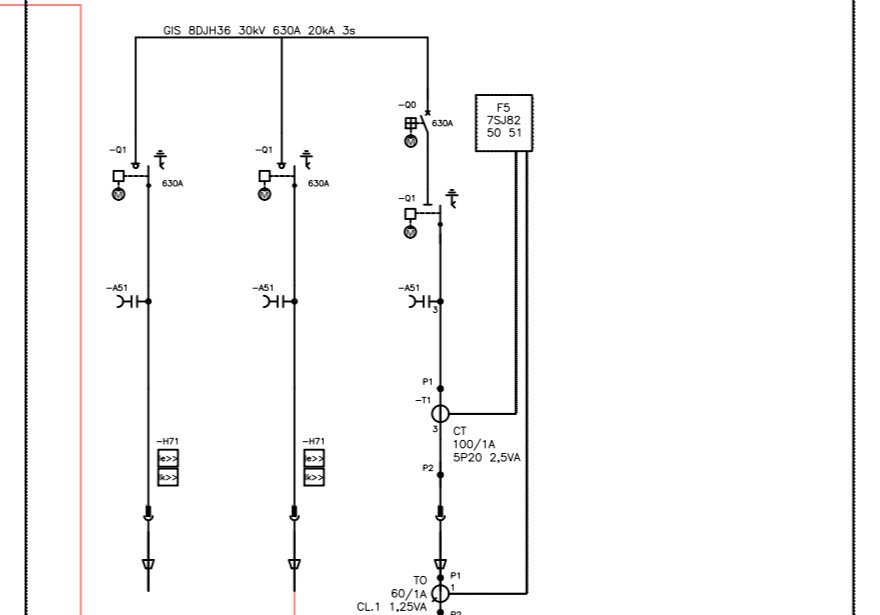 GIS 8DJH36 30kV 630A 20kA 3s
-Q0
630A
F5
7SJ82
50 51
-Q1
630A
M
-Q1
630A
M
M
-Q1
M
-A51
-A51
-A51
3
P1
-T1
3
CT
100/1A
5P20 2,5VA
P2
-H71
Ie>>
Ik>>
-H71
Ie>>
Ik>>
TO
60/1A
CL.1 1,25VA
P1
1
P2